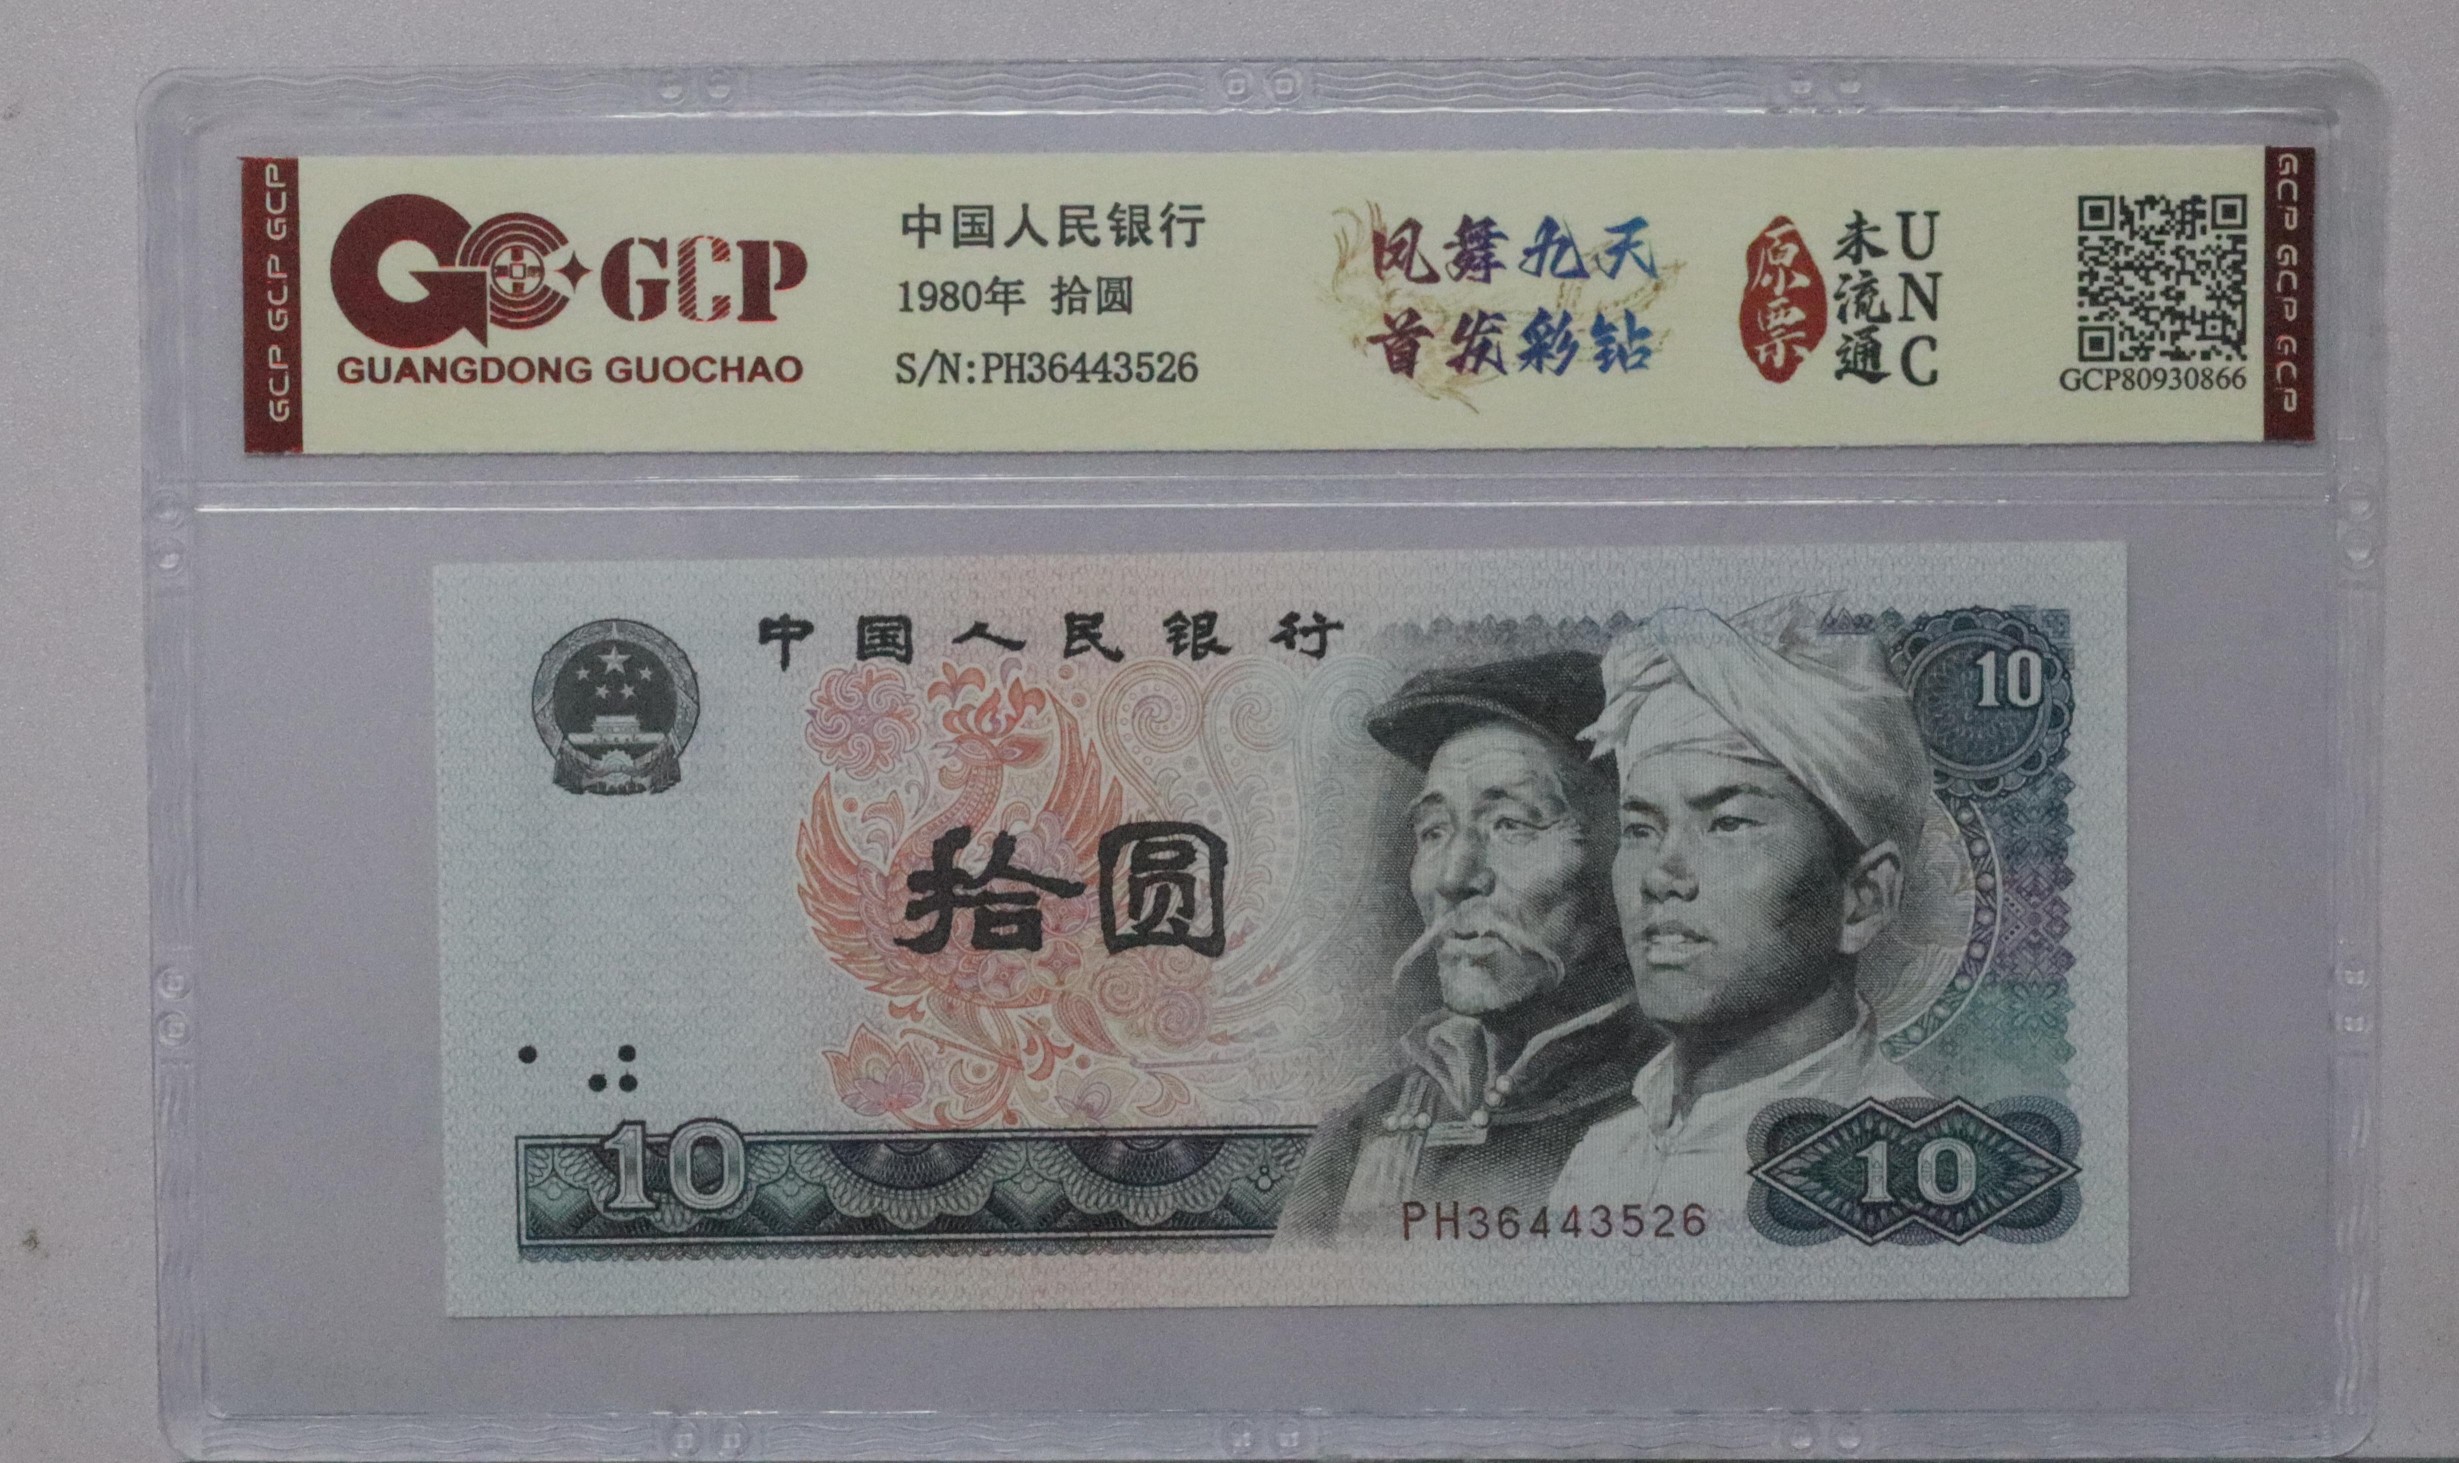 GCP GCP GCP
GCP
GUANGDONG GUOCHAO
中国人民银行
1980年 拾圆
S/N:PH36443526
凤舞九天
首发彩钻
原票
未流通
UNC
GCP80930866
GCP GCP GCP
中国人民银行
10
拾圆
10
PH36443526
10